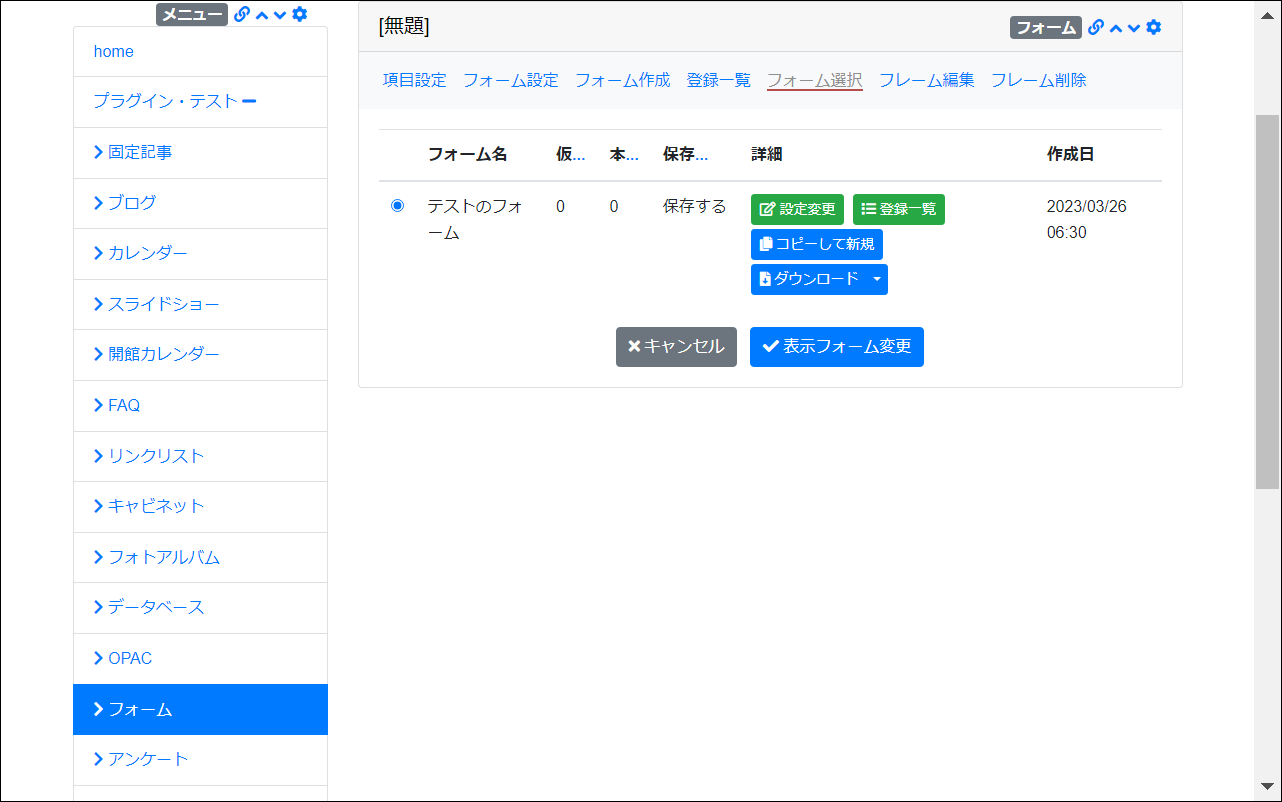 メニュー
home
プラグイン・テスト
固定記事
ブログ
カレンダー
スライドショー
開館カレンダー
FAQ
リンクリスト
キャビネット
フォトアルバム
データベース
OPAC
フォーム
アンケート
[無題]
フォーム
項目設定 フォーム設定 フォーム作成 登録一覧 フォーム選択 フレーム編集 フレーム削除
フォーム名 仮... 本... 保存... 詳細 作成日
テストのフォ 0 0 保存する 設定変更 登録一覧 2023/03/26
ーム コピーして新規 06:30
ダウンロード
キャンセル 表示フォーム変更